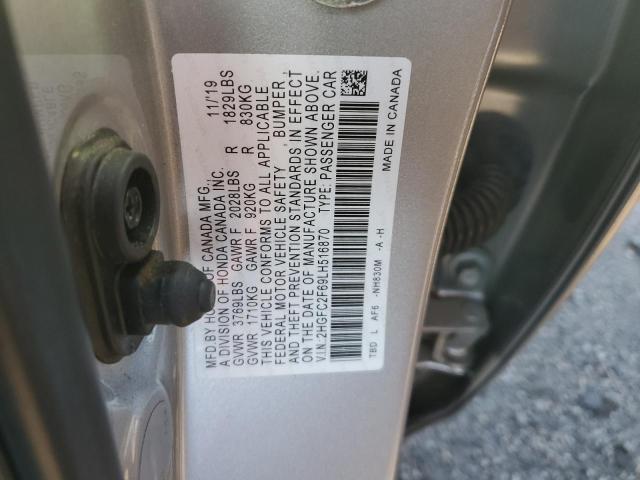 MFD.BY OF CANADA MFG. 11/'19
A DIVISION OF HONDA CANADA INC.
GVWR 3769LBS GAWR F 2028LBS R 1829LBS
GVWR 1710KG GAWR F 920KG R 830KG
THIS VEHICLE CONFORMS TO ALL APPLICABLE
FEDERAL MOTOR VEHICLE SAFETY, BUMPER,
AND THEFT PREVENTION STANDARDS IN EFFECT
ON THE DATE OF MANUFACTURE SHOWN ABOVE.
V.I.N. 2HGFC2F69LH516870 TYPE: PASSENGER CAR
TBD L AF6 -NH830M -A -H
MADE IN CANADA